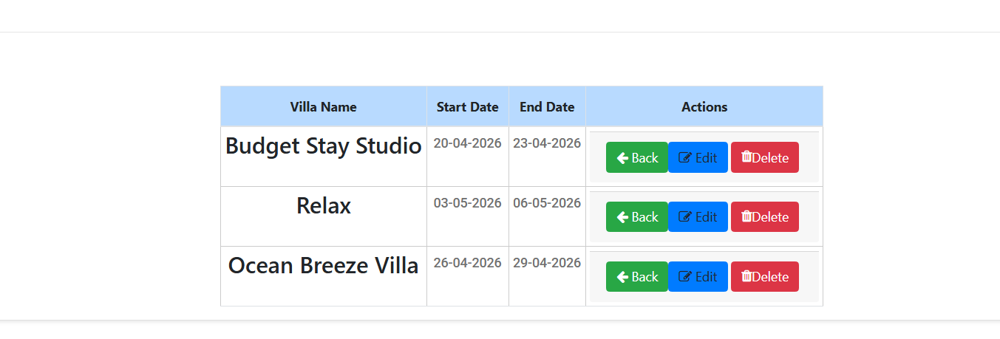 Villa Name Start Date End Date Actions
Budget Stay Studio 20-04-2026 23-04-2026 Back Edit Delete
Relax 03-05-2026 06-05-2026 Back Edit Delete
Ocean Breeze Villa 26-04-2026 29-04-2026 Back Edit Delete